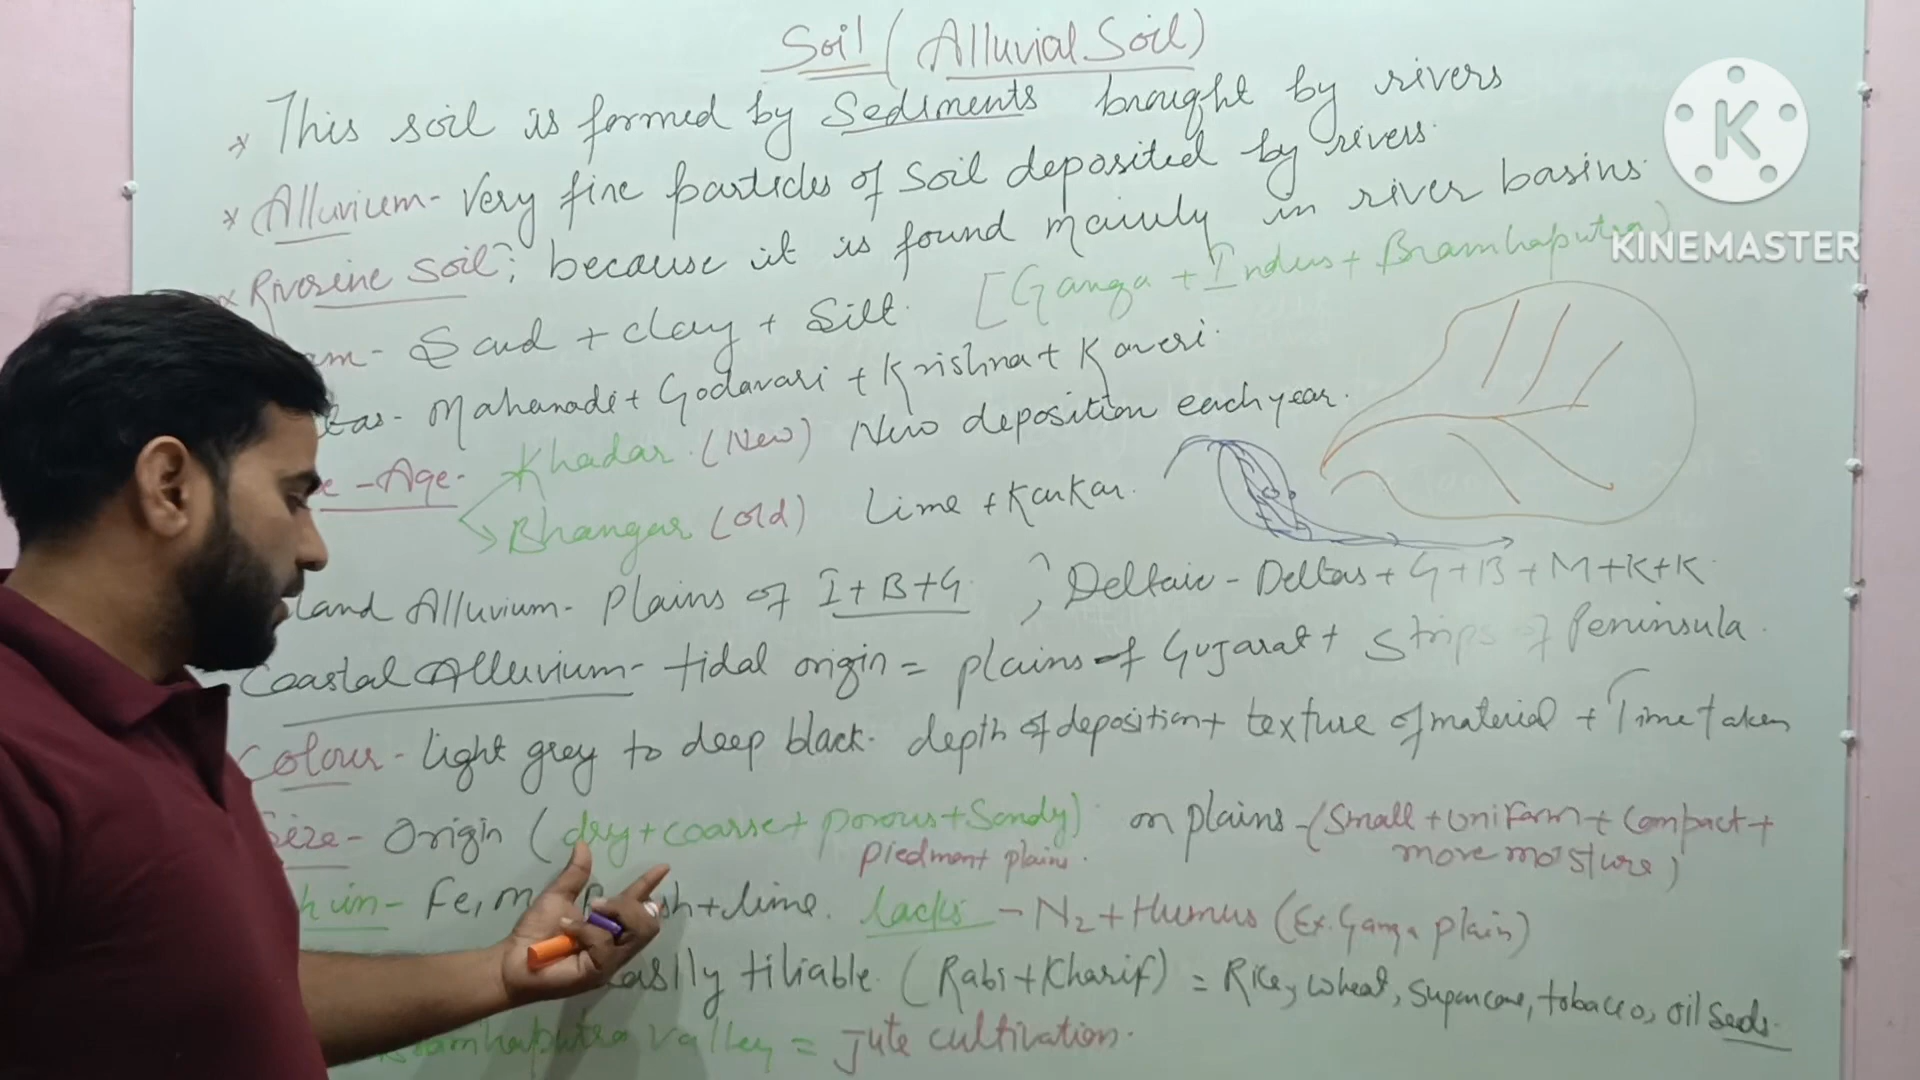 Soil (Alluvial Soil)
* This soil is formed by Sediments brought by rivers
* Alluvium - Very fine particles of Soil deposited by rivers.
* Riverine Soil; because it is found mainly in river basins.
[Ganga + Indus + Bramhaputra)
KINEMASTER
Sand + clay + Silt.
Mahanadi + Godavari + Krishna + Kaveri.
- Age - Khadar (New) New deposition each year.
Bhangar (old) Lime + Kankar.
land Alluvium - Plains of I+B+G ; Deltaic - Deltas + G+B+M+K+K
Coastal Alluvium - tidal origin = plains of Gujarat + Strips of Peninsula.
Colour - light grey to deep black. depth of deposition + texture of material + Time taken
Size - Origin (dry + coarse + porous + Sandy) on plains - (Small + Uniform + Compact +
Piedmont plains. more moisture)
in - Fe, + lime. lacks - N2 + Humus (Ex. Ganga plain)
easlly tiliable. (Rabi + Kharif) = Rice, wheat, Sugarcane, tobacco, oil seeds.
Bramhaputra valley = Jute cultivation.